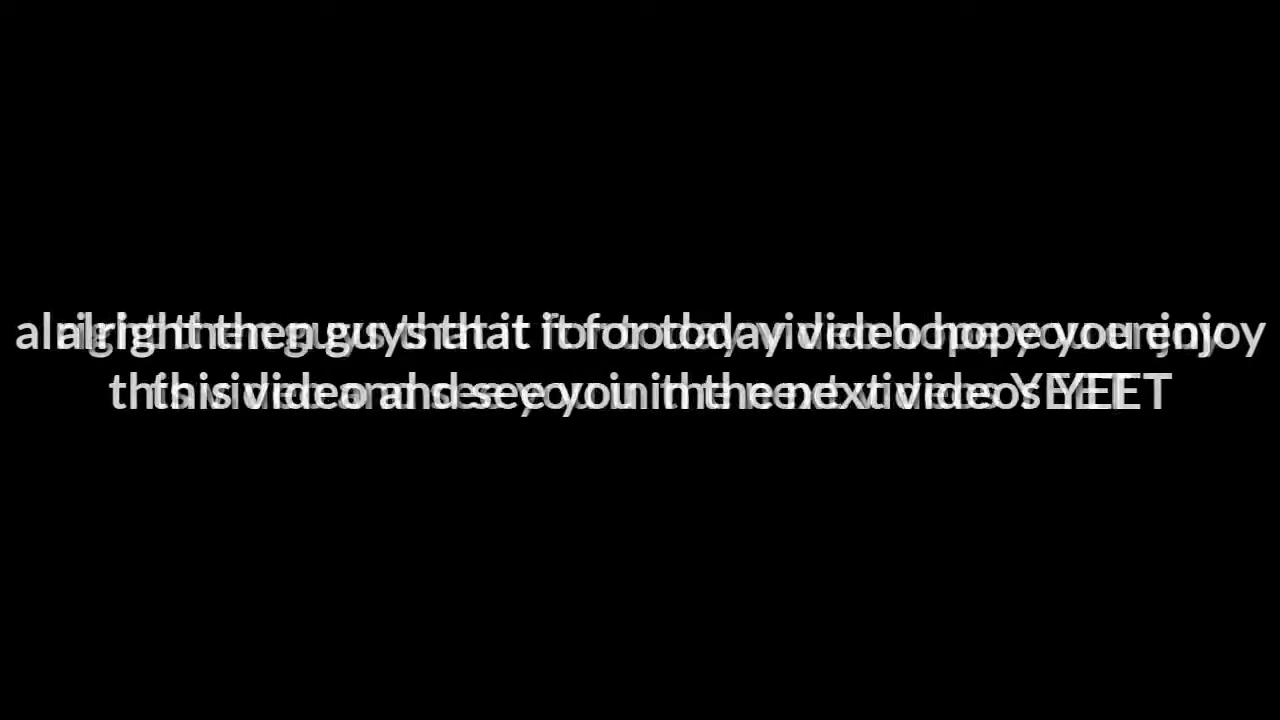 alright then guys that it for today video hope you enjoy
this video and see you in the next videos YEET